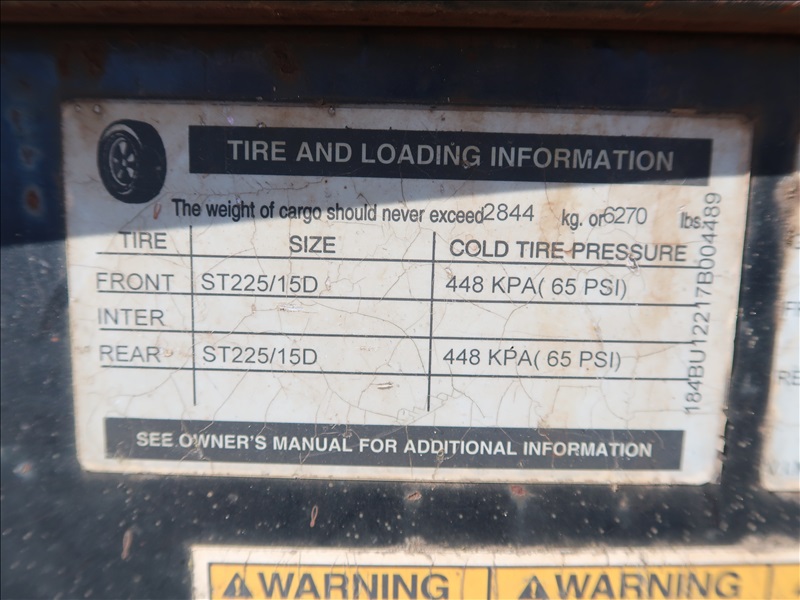 TIRE AND LOADING INFORMATION
The weight of cargo should never exceed 2844 kg. or 6270 lbs.
TIRE SIZE COLD TIRE PRESSURE
FRONT ST225/15D 448 KPA( 65 PSI)
INTER
REAR ST225/15D 448 KPA( 65 PSI)
184BU12217B004489
SEE OWNER'S MANUAL FOR ADDITIONAL INFORMATION
WARNING WARNING